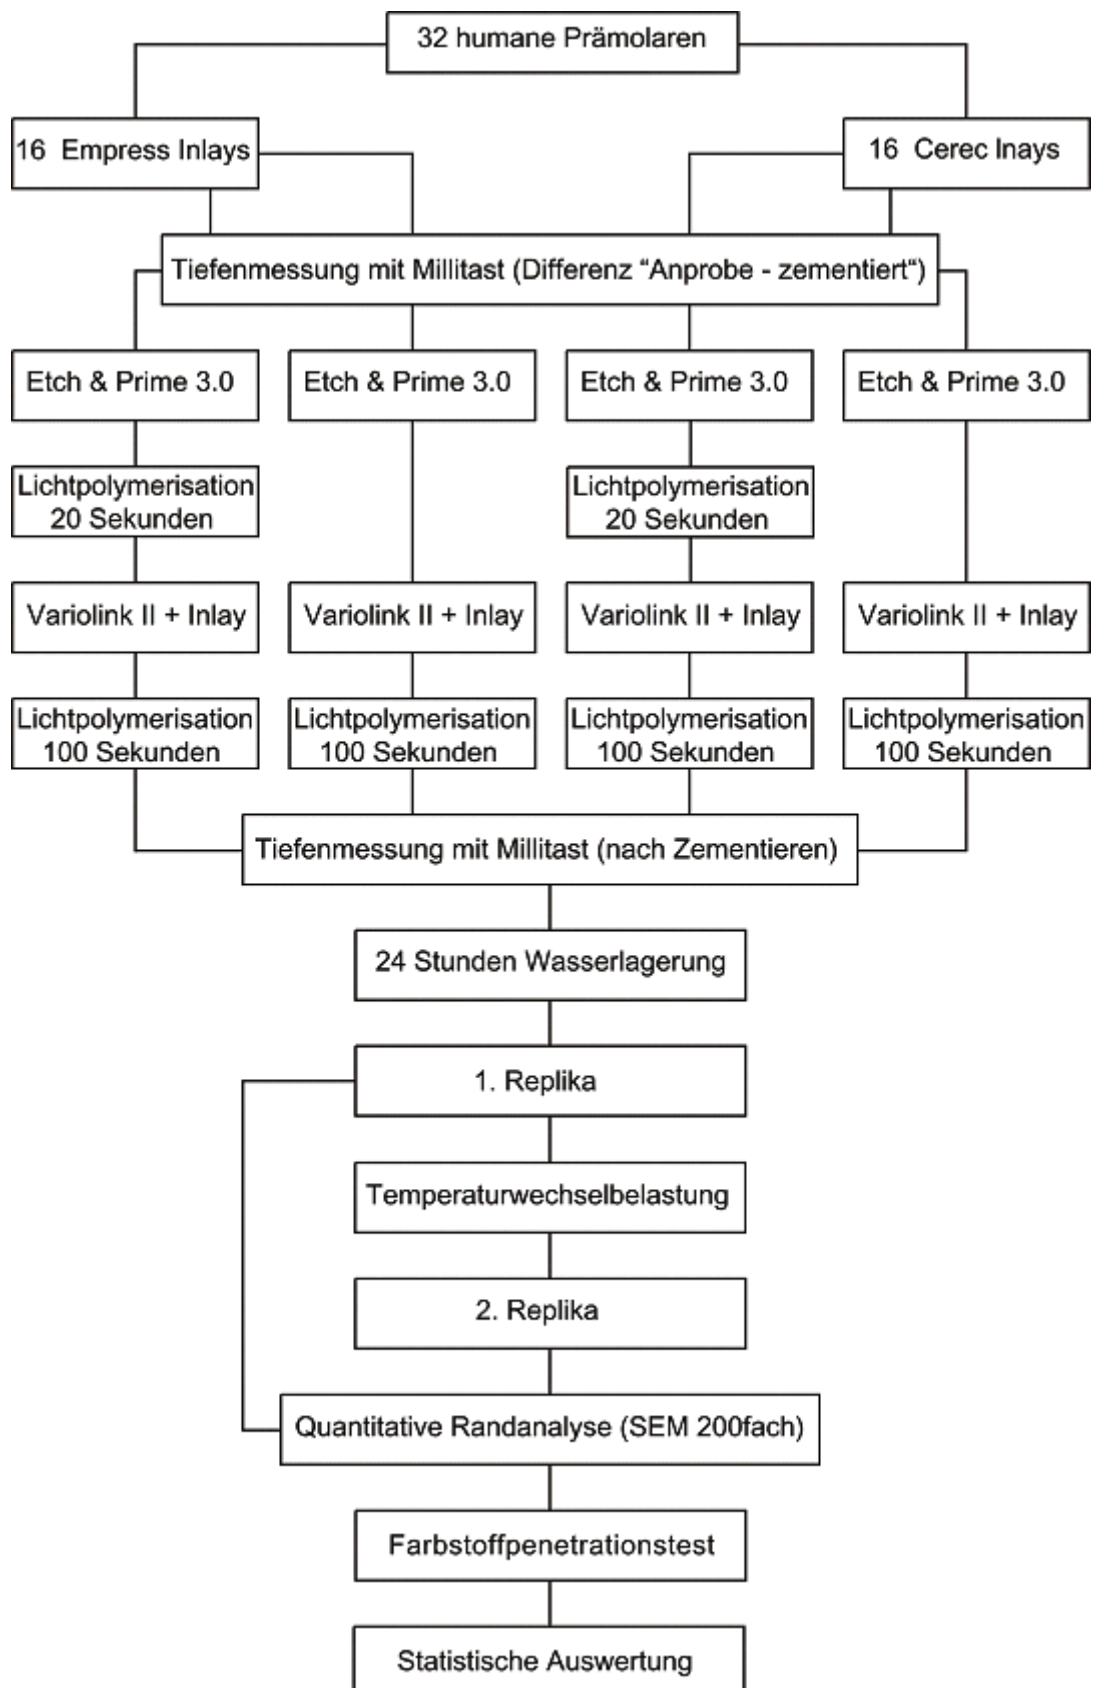 32 humane Prämolaren
16 Empress Inlays
16 Cerec Inays
Tiefenmessung mit Millitast (Differenz “Anprobe - zementiert“)
Etch & Prime 3.0
Etch & Prime 3.0
Etch & Prime 3.0
Etch & Prime 3.0
Lichtpolymerisation
20 Sekunden
Lichtpolymerisation
20 Sekunden
Variolink II + Inlay
Variolink II + Inlay
Variolink II + Inlay
Variolink II + Inlay
Lichtpolymerisation
100 Sekunden
Lichtpolymerisation
100 Sekunden
Lichtpolymerisation
100 Sekunden
Lichtpolymerisation
100 Sekunden
Tiefenmessung mit Millitast (nach Zementieren)
24 Stunden Wasserlagerung
1. Replika
Temperaturwechselbelastung
2. Replika
Quantitative Randanalyse (SEM 200fach)
Farbstoffpenetrationstest
Statistische Auswertung